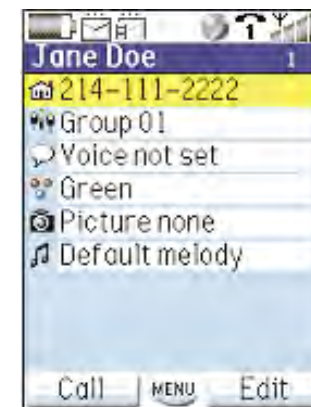 Jane Doe 1
214-111-2222
Group 01
Voice not set
Green
Picture none
Default melody
Call MENU Edit